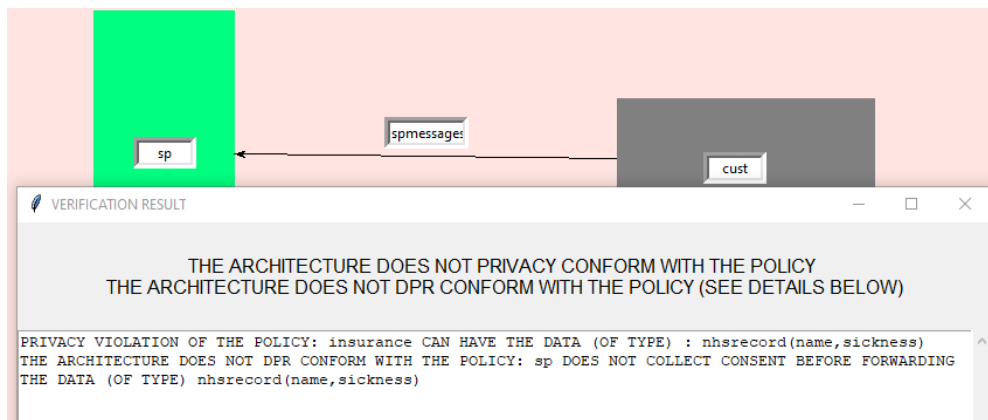 spmessages
sp
cust
VERIFICATION RESULT
THE ARCHITECTURE DOES NOT PRIVACY CONFORM WITH THE POLICY
THE ARCHITECTURE DOES NOT DPR CONFORM WITH THE POLICY (SEE DETAILS BELOW)
PRIVACY VIOLATION OF THE POLICY: insurance CAN HAVE THE DATA (OF TYPE) : nhsrecord(name,sickness)
THE ARCHITECTURE DOES NOT DPR CONFORM WITH THE POLICY: sp DOES NOT COLLECT CONSENT BEFORE FORWARDING
THE DATA (OF TYPE) nhsrecord(name,sickness)